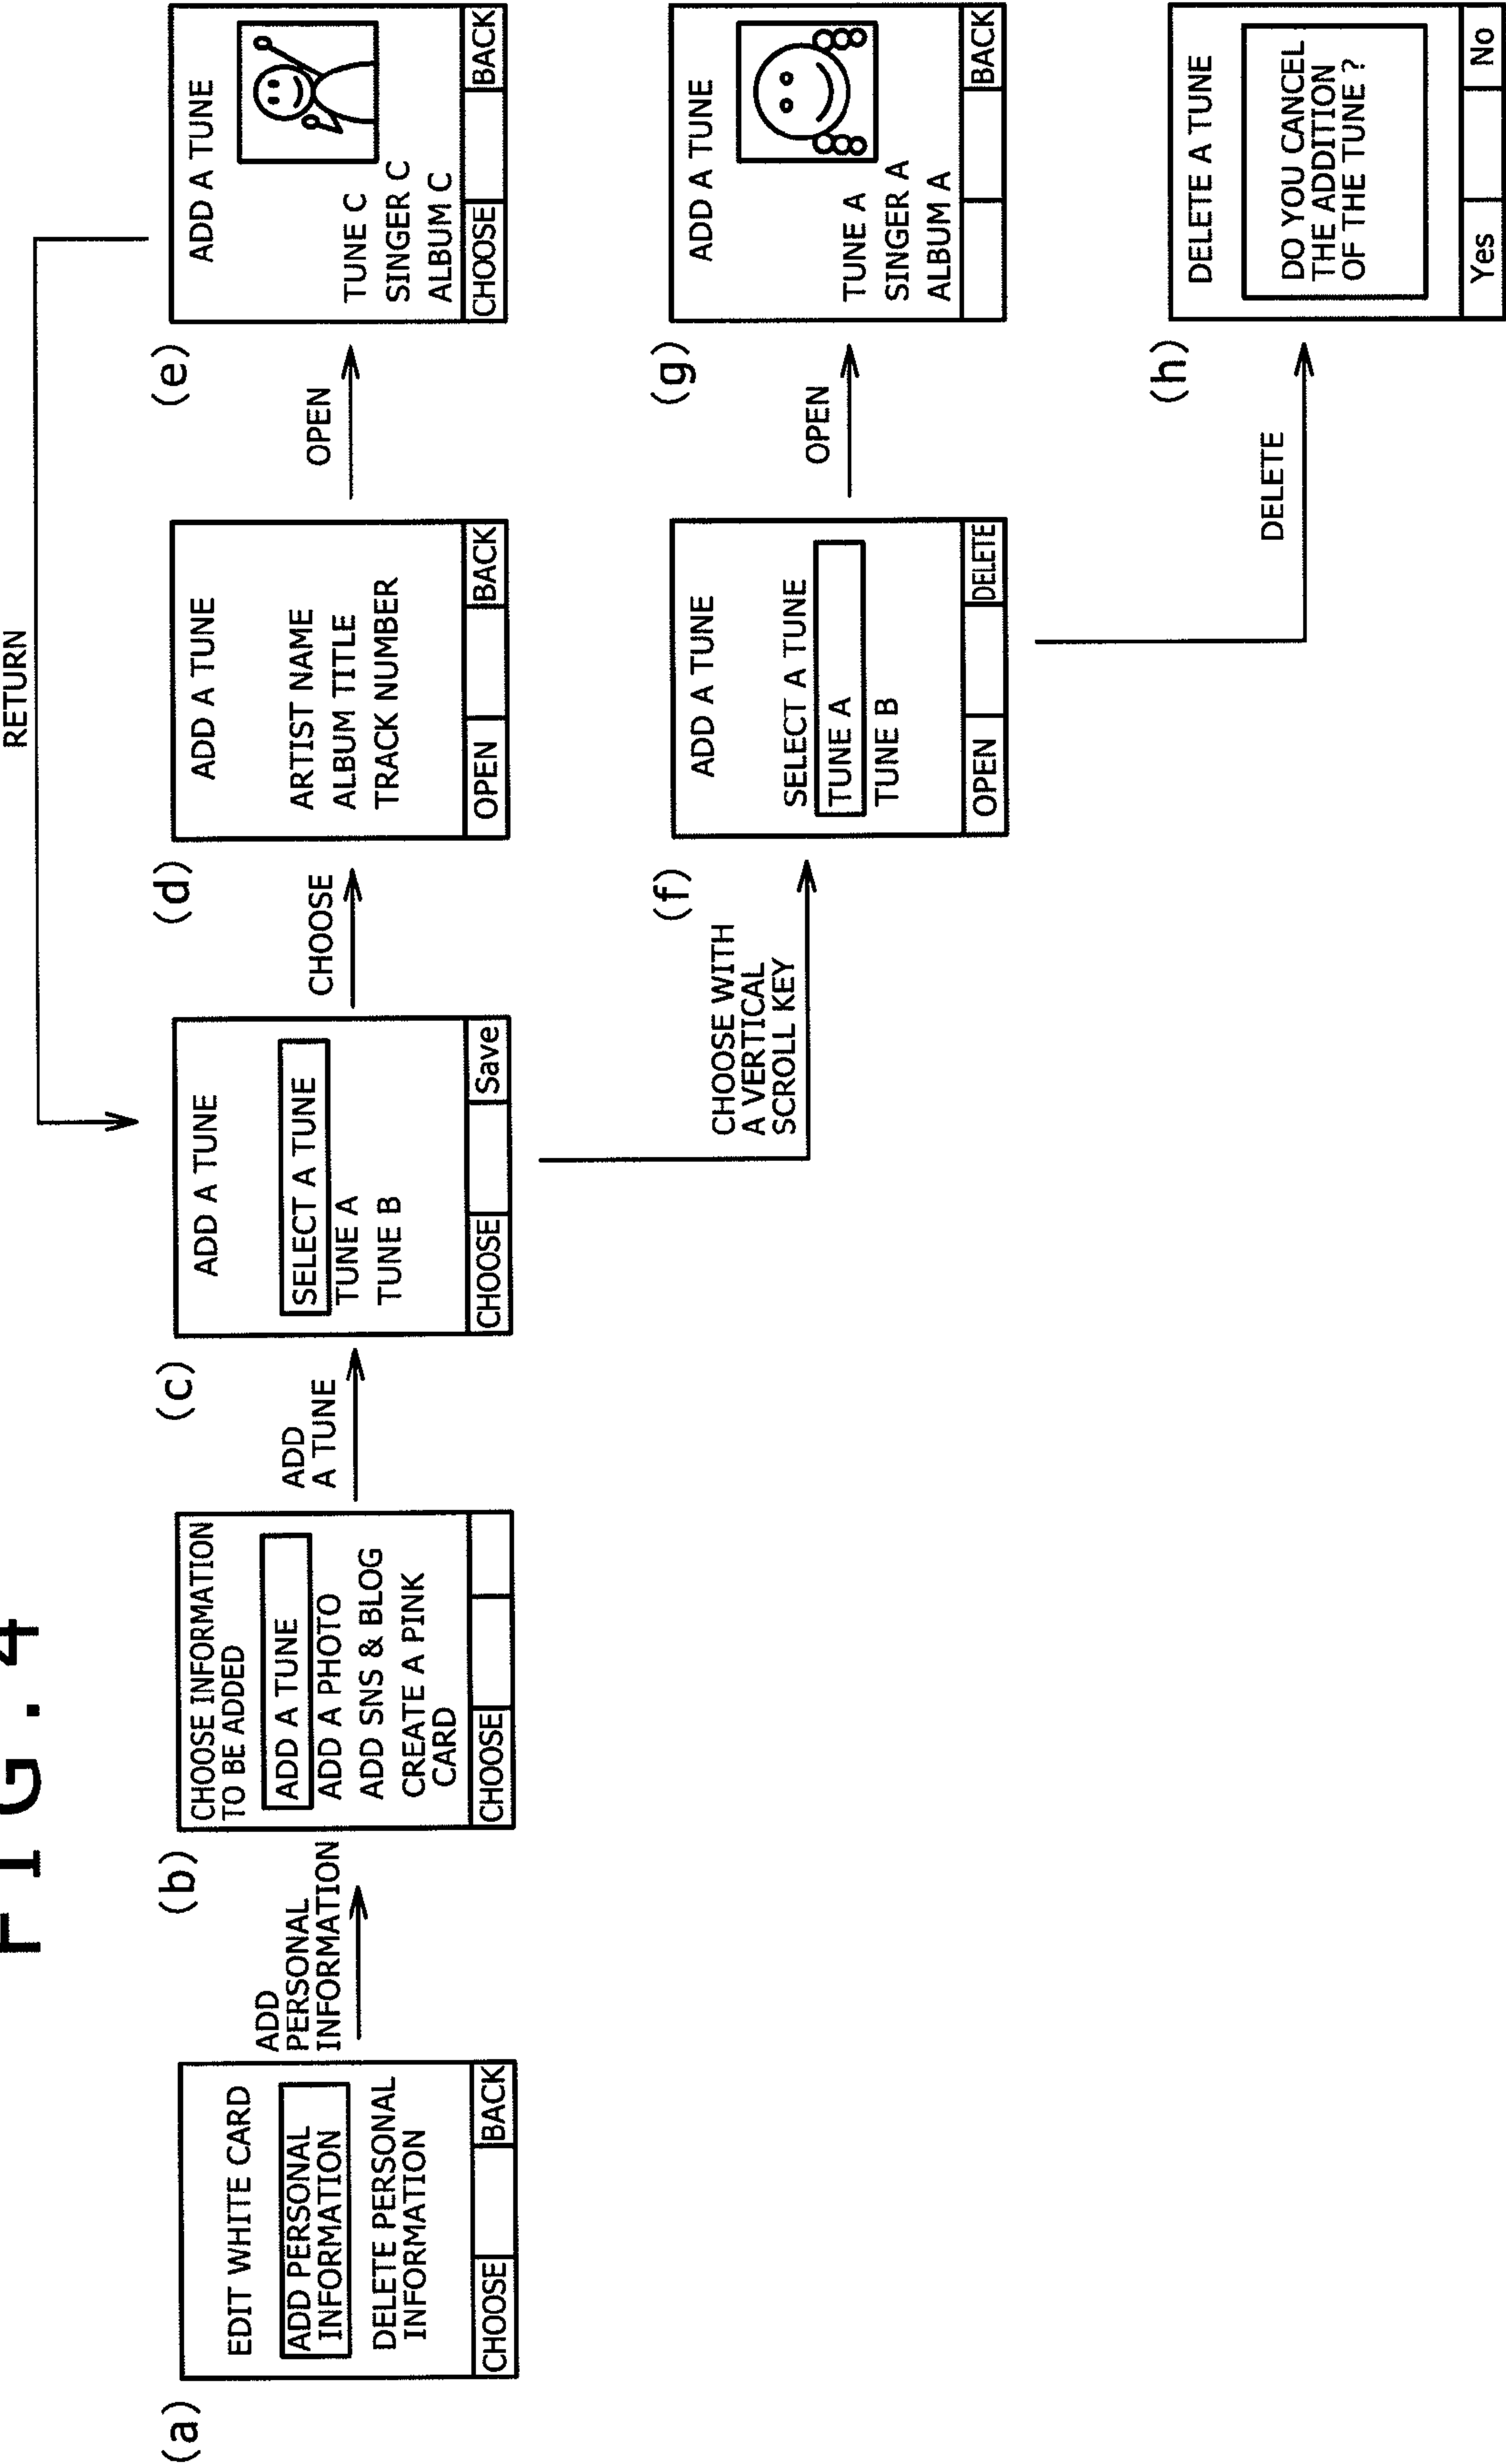 FIG. 4
(a)
EDIT WHITE CARD
ADD PERSONAL
INFORMATION
DELETE PERSONAL
INFORMATION
CHOOSE BACK
ADD
PERSONAL
INFORMATION
(b)
CHOOSE INFORMATION
TO BE ADDED
ADD A TUNE
ADD A PHOTO
ADD SNS & BLOG
CREATE A PINK
CARD
CHOOSE
ADD
A TUNE
(c)
ADD A TUNE
SELECT A TUNE
TUNE A
TUNE B
CHOOSE Save
CHOOSE
(d)
ADD A TUNE
ARTIST NAME
ALBUM TITLE
TRACK NUMBER
OPEN BACK
OPEN
(e)
ADD A TUNE
TUNE C
SINGER C
ALBUM C
CHOOSE BACK
RETURN
CHOOSE WITH
A VERTICAL
SCROLL KEY
(f)
ADD A TUNE
SELECT A TUNE
TUNE A
TUNE B
OPEN DELETE
OPEN
(g)
ADD A TUNE
TUNE A
SINGER A
ALBUM A
BACK
DELETE
(h)
DELETE A TUNE
DO YOU CANCEL
THE ADDITION
OF THE TUNE ?
Yes No